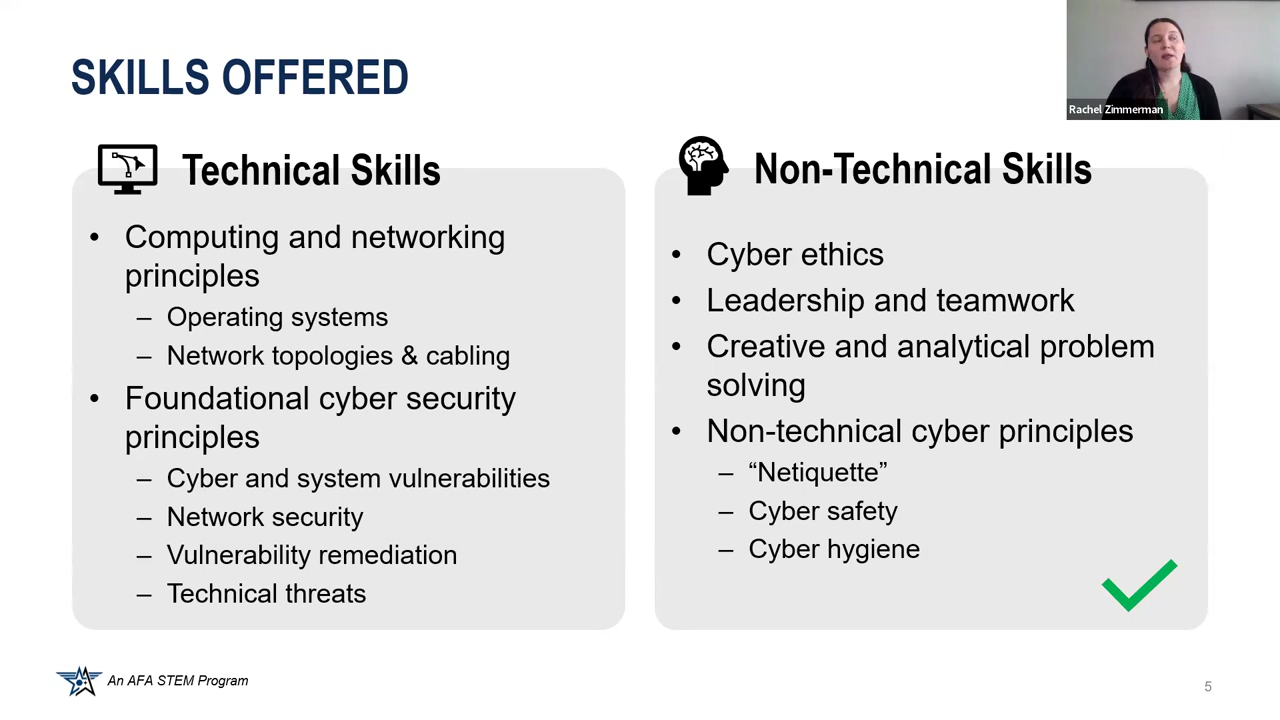 SKILLS OFFERED
Rachel Zimmerman
Technical Skills
• Computing and networking
principles
– Operating systems
– Network topologies & cabling
• Foundational cyber security
principles
– Cyber and system vulnerabilities
– Network security
– Vulnerability remediation
– Technical threats
Non-Technical Skills
• Cyber ethics
• Leadership and teamwork
• Creative and analytical problem
solving
• Non-technical cyber principles
– “Netiquette”
– Cyber safety
– Cyber hygiene
An AFA STEM Program
5